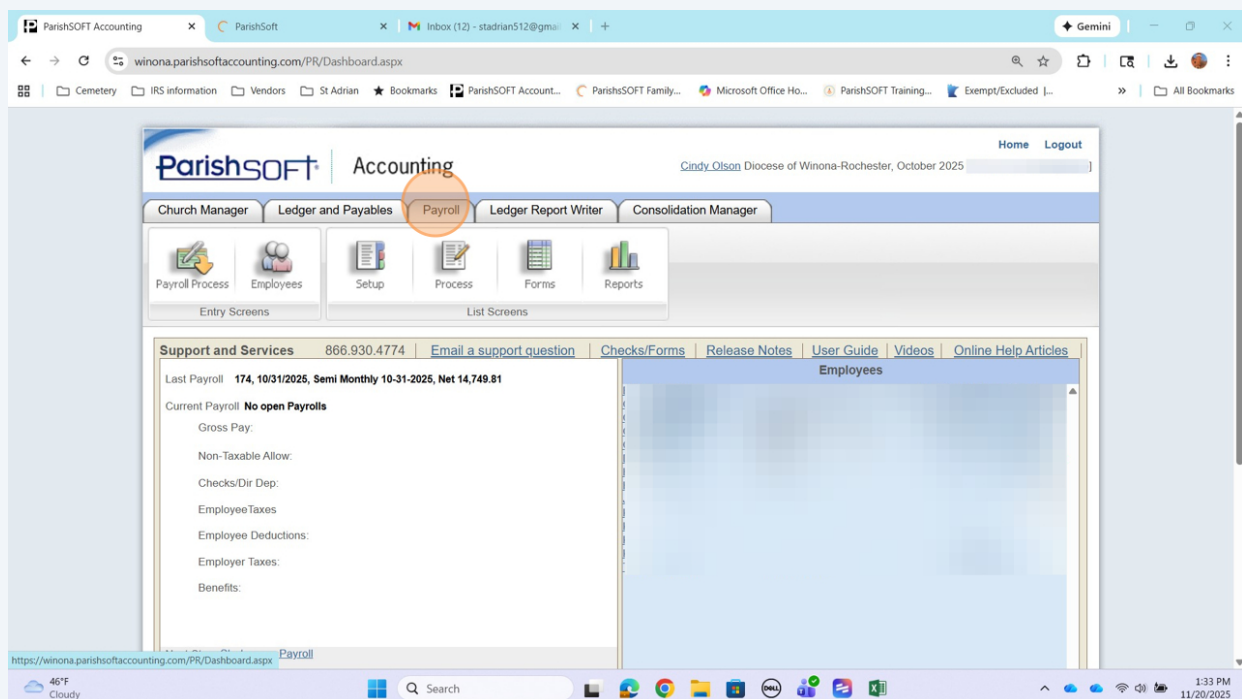 ParishSOFT Accounting
ParishSoft
Inbox (12) - stadrian512@gmai
Gemini
winona.parishsoftaccounting.com/PR/Dashboard.aspx
Cemetery IRS information Vendors St Adrian Bookmarks ParishSOFT Account... ParishsSOFT Family... Microsoft Office Ho... ParishSOFT Training... Exempt/Excluded |... » All Bookmarks
Home Logout
ParishSOFT Accounting
Cindy Olson Diocese of Winona-Rochester, October 2025 ]
Church Manager Ledger and Payables Payroll Ledger Report Writer Consolidation Manager
Payroll Process Employees Setup Process Forms Reports
Entry Screens List Screens
Support and Services 866.930.4774 Email a support question Checks/Forms Release Notes User Guide Videos Online Help Articles
Employees
Last Payroll 174, 10/31/2025, Semi Monthly 10-31-2025, Net 14,749.81
Current Payroll No open Payrolls
Gross Pay:
Non-Taxable Allow:
Checks/Dir Dep:
EmployeeTaxes
Employee Deductions:
Employer Taxes:
Benefits:
Payroll
https://winona.parishsoftaccounting.com/PR/Dashboard.aspx
46°F
Cloudy
Search
DELL
1:33 PM
11/20/2025